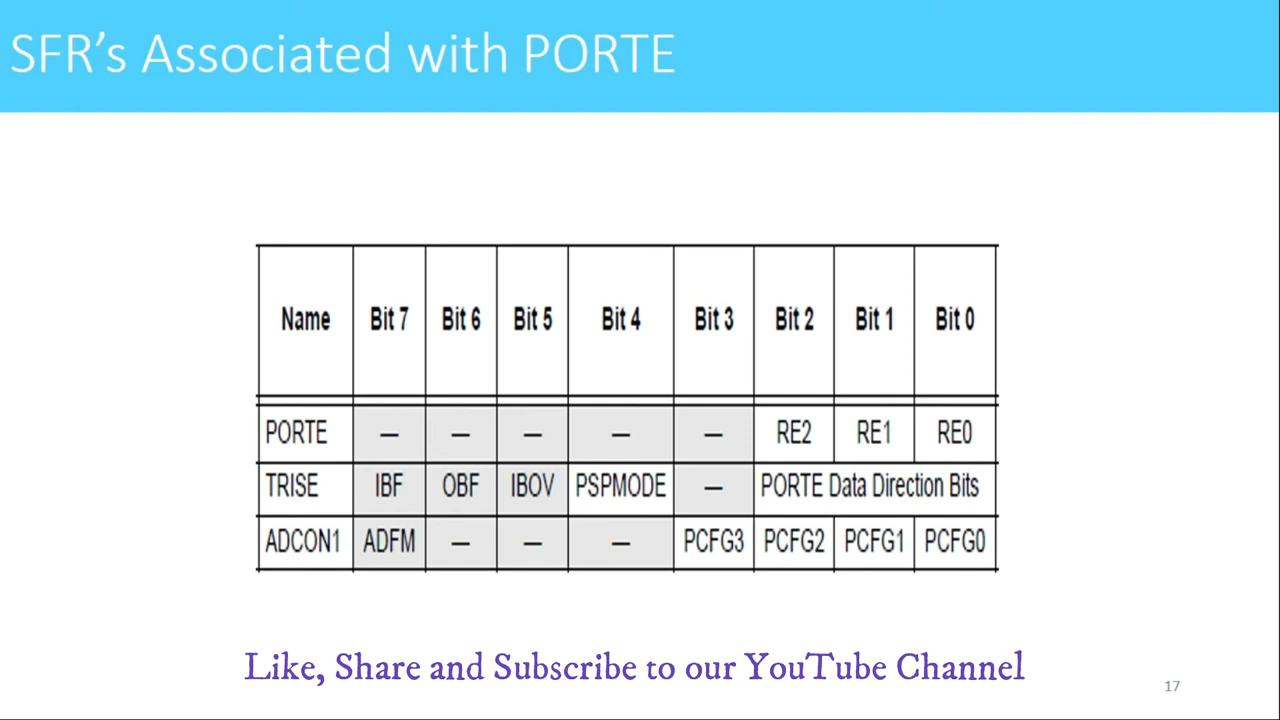 SFR's Associated with PORTE
Name Bit 7 Bit 6 Bit 5 Bit 4 Bit 3 Bit 2 Bit 1 Bit 0
PORTE — — — — — RE2 RE1 RE0
TRISE IBF OBF IBOV PSPMODE — PORTE Data Direction Bits
ADCON1 ADFM — — — PCFG3 PCFG2 PCFG1 PCFG0
Like, Share and Subscribe to our YouTube Channel
17